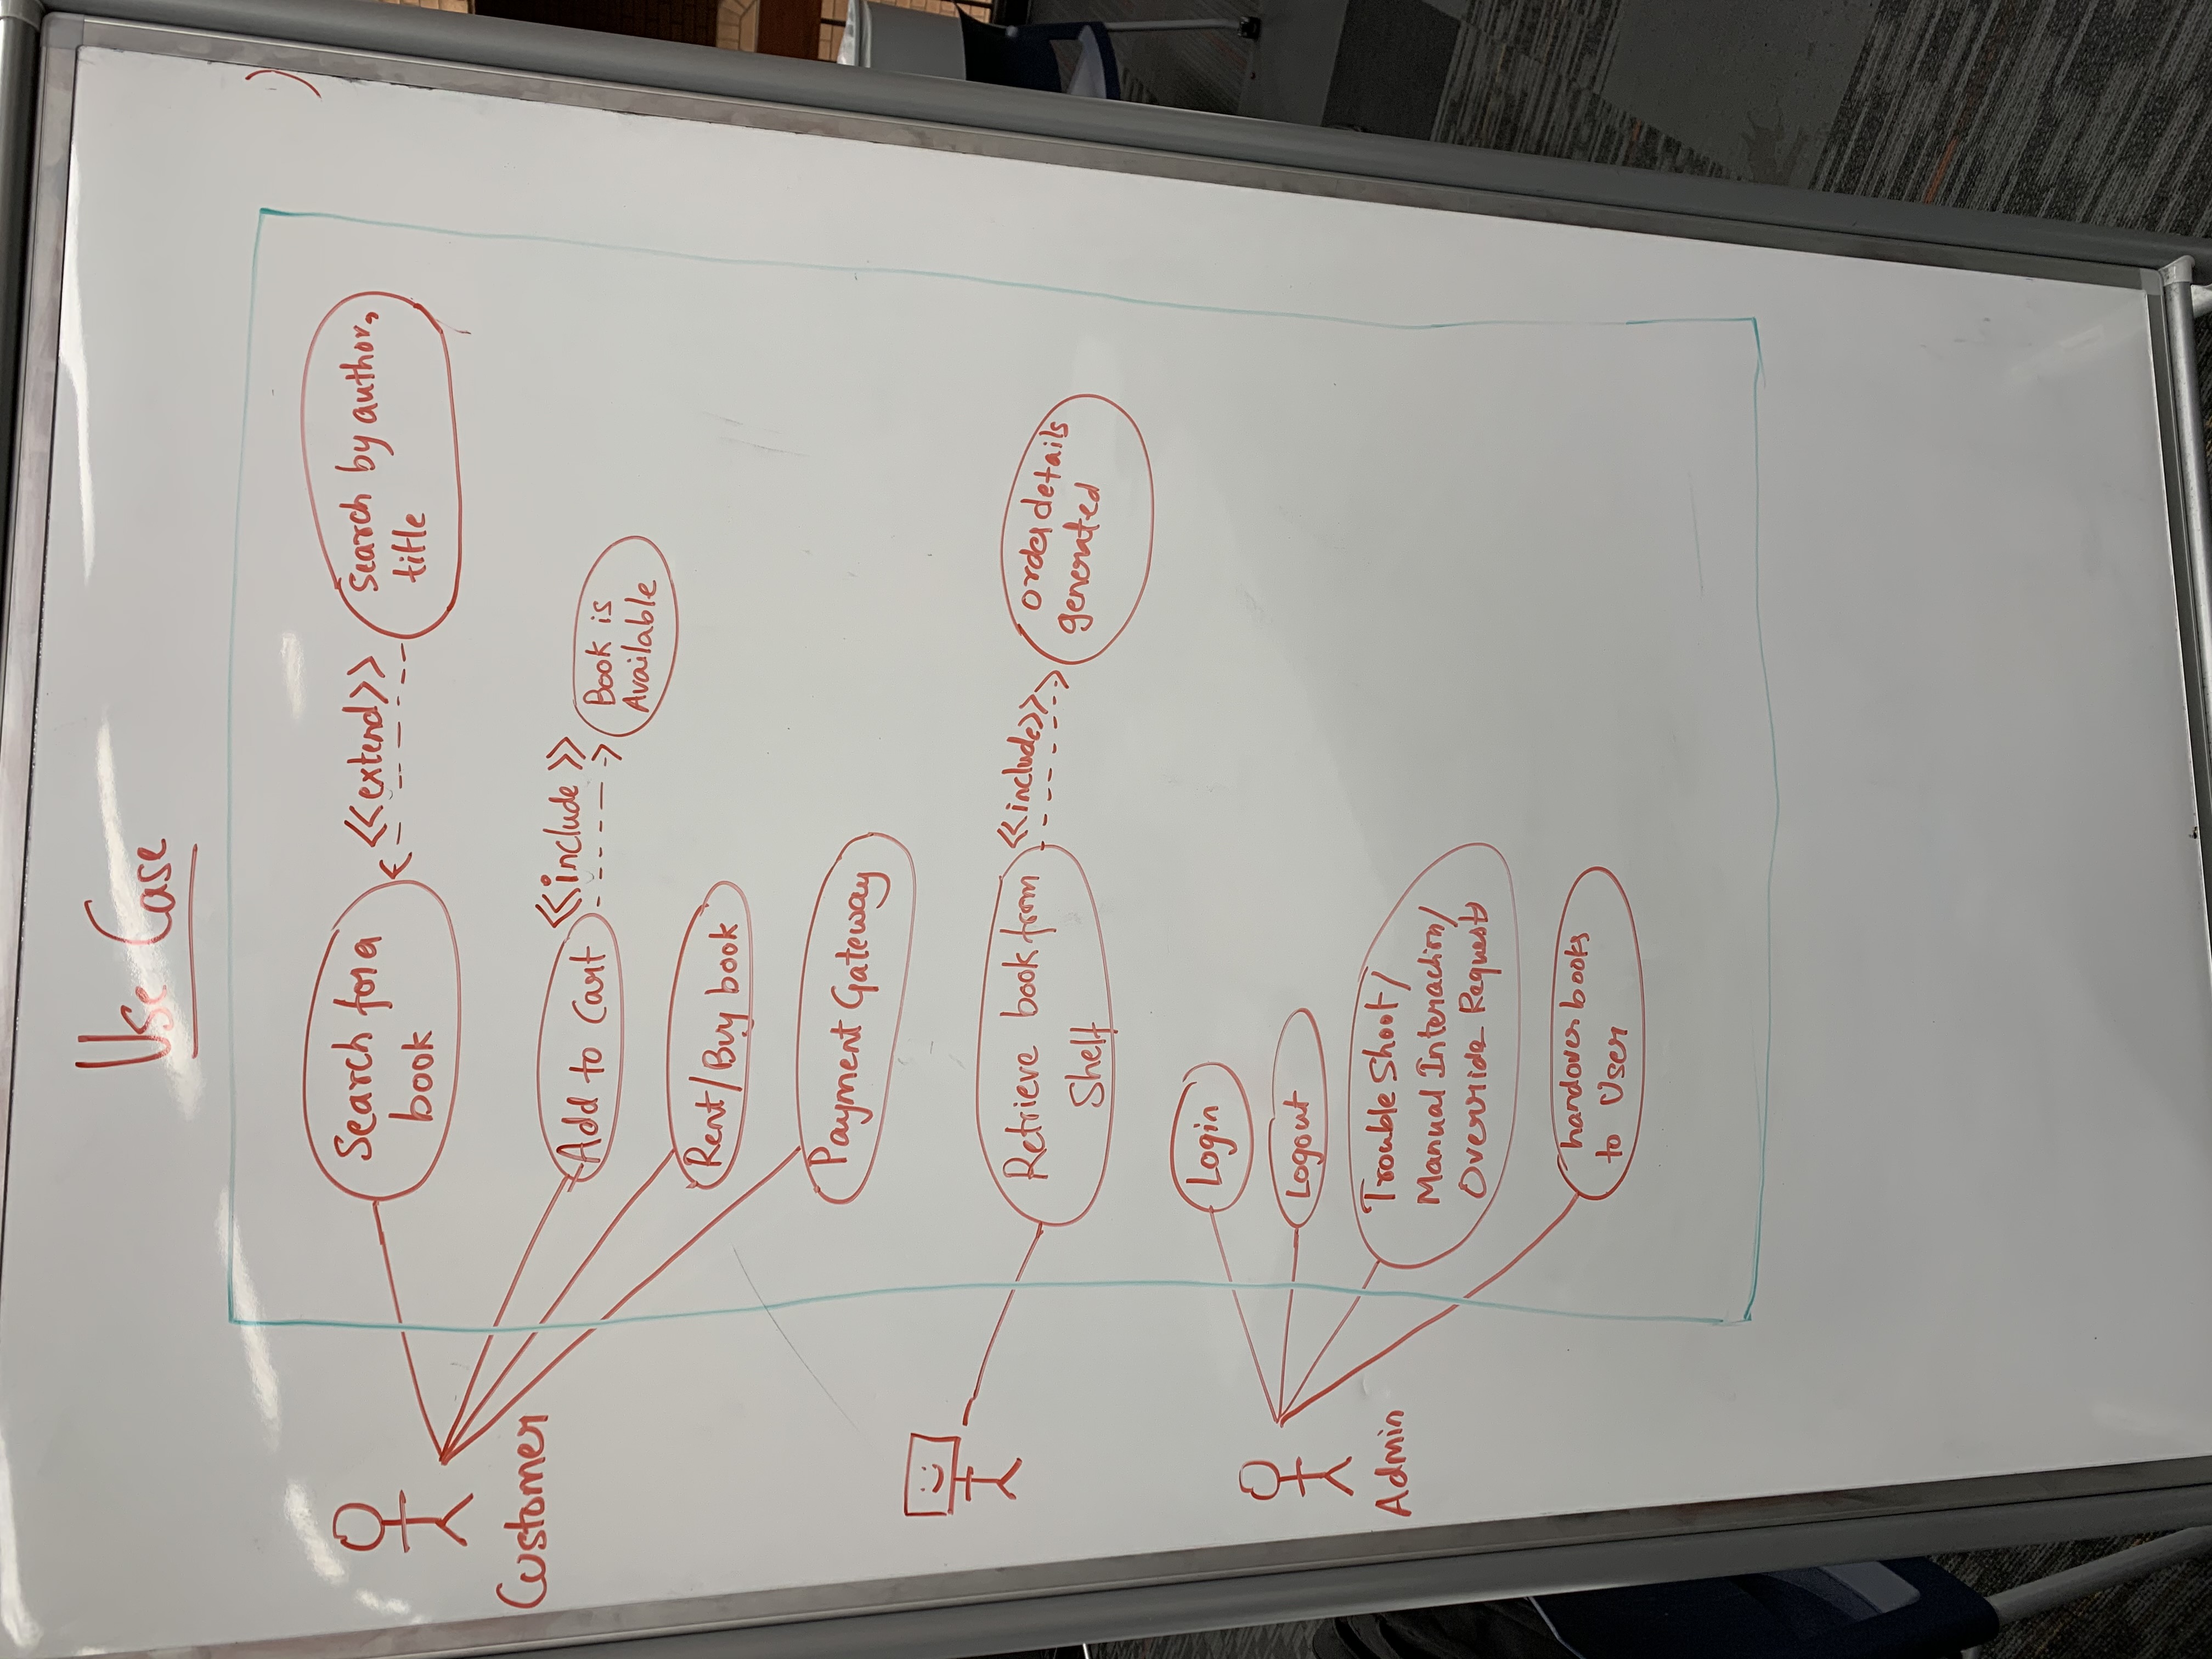 Use Case
Search for a
book
<<extend>>
Search by author,
title
Customer
Add to Cart
<<include>>
Book is
Available
Rent/Buy book
Payment Gateway
Retrieve book from
Shelf
<<include>>
order details
generated
Login
Logout
Admin
Trouble Shoot/
Manual Interaction/
Override Requests
handover books
to User